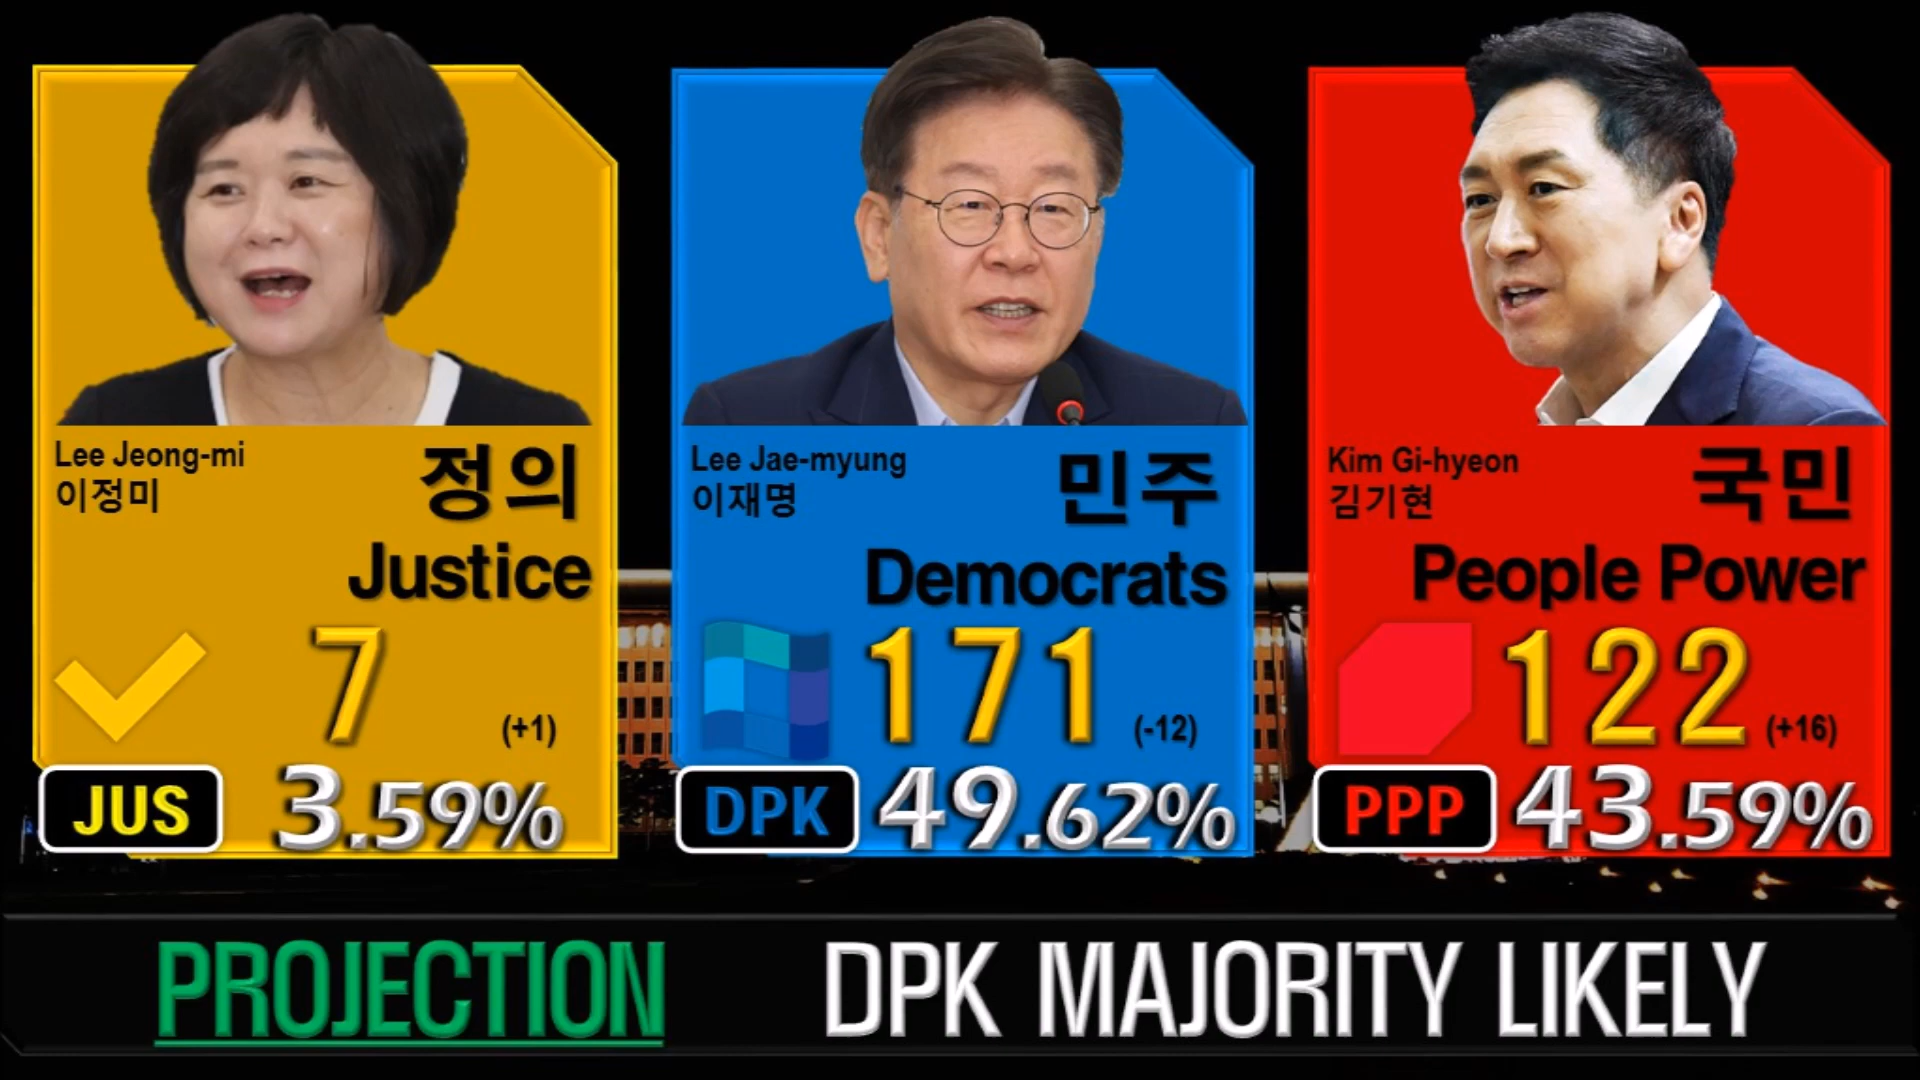 Lee Jeong-mi
이정미
정의
Justice
7
(+1)
JUS
3.59%
Lee Jae-myung
이재명
민주
Democrats
171
(-12)
DPK
49.62%
Kim Gi-hyeon
김기현
국민
People Power
122
(+16)
PPP
43.59%
PROJECTION
DPK MAJORITY LIKELY